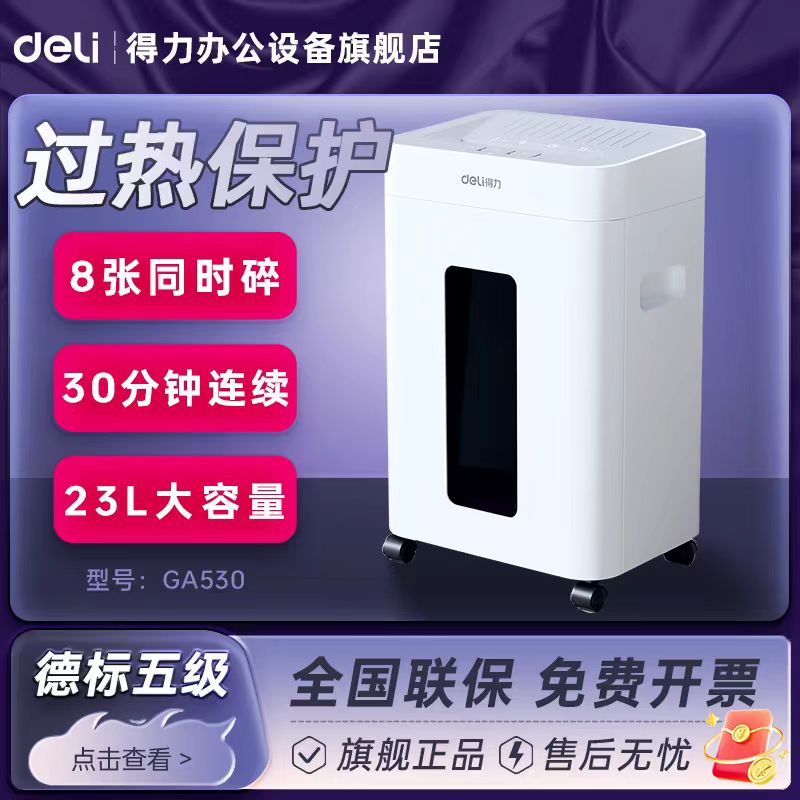 deli 得力办公设备旗舰店
过热保护
deli得力
8张同时碎
30分钟连续
23L大容量
型号：GA530
德标五级
点击查看 >
全国联保 免费开票
旗舰正品 售后无忧